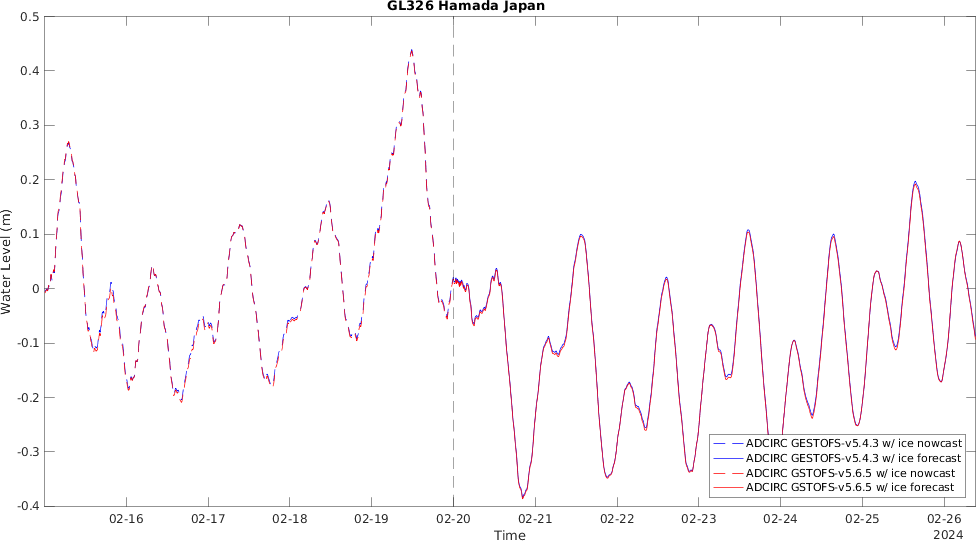 GL326 Hamada Japan
0.5
0.4
0.3
0.2
0.1
0
-0.1
-0.2
-0.3
-0.4
Water Level (m)
ADCIRC GESTOFS-v5.4.3 w/ ice nowcast
ADCIRC GESTOFS-v5.4.3 w/ ice forecast
ADCIRC GSTOFS-v5.6.5 w/ ice nowcast
ADCIRC GSTOFS-v5.6.5 w/ ice forecast
02-16 02-17 02-18 02-19 02-20 02-21 02-22 02-23 02-24 02-25 02-26
Time
2024